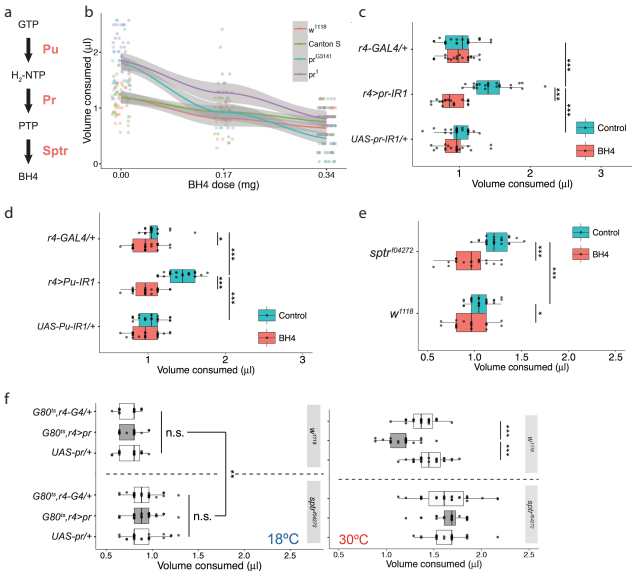 a
GTP
Pu
H2-NTP
Pr
PTP
Sptr
BH4
b
Volume consumed (µl)
2
1
0
w1118
Canton S
prG3141
pr1
0.00
0.17
0.34
BH4 dose (mg)
c
r4-GAL4/+
r4>pr-IR1
UAS-pr-IR1/+
***
***
***
Control
BH4
1
2
3
Volume consumed (µl)
d
r4-GAL4/+
r4>Pu-IR1
UAS-Pu-IR1/+
*
***
***
***
Control
BH4
1
2
3
Volume consumed (µl)
e
sptrf04272
w1118
***
***
*
Control
BH4
0.5
1.0
1.5
2.0
2.5
Volume consumed (µl)
f
G80ts,r4-G4/+
G80ts,r4>pr
UAS-pr/+
n.s.
w1118
**
G80ts,r4-G4/+
G80ts,r4>pr
UAS-pr/+
n.s.
sptrf04272
18ºC
0.5
1.0
1.5
2.0
2.5
Volume consumed (µl)
***
***
w1118
sptrf04272
30ºC
0.5
1.0
1.5
2.0
2.5
Volume consumed (µl)